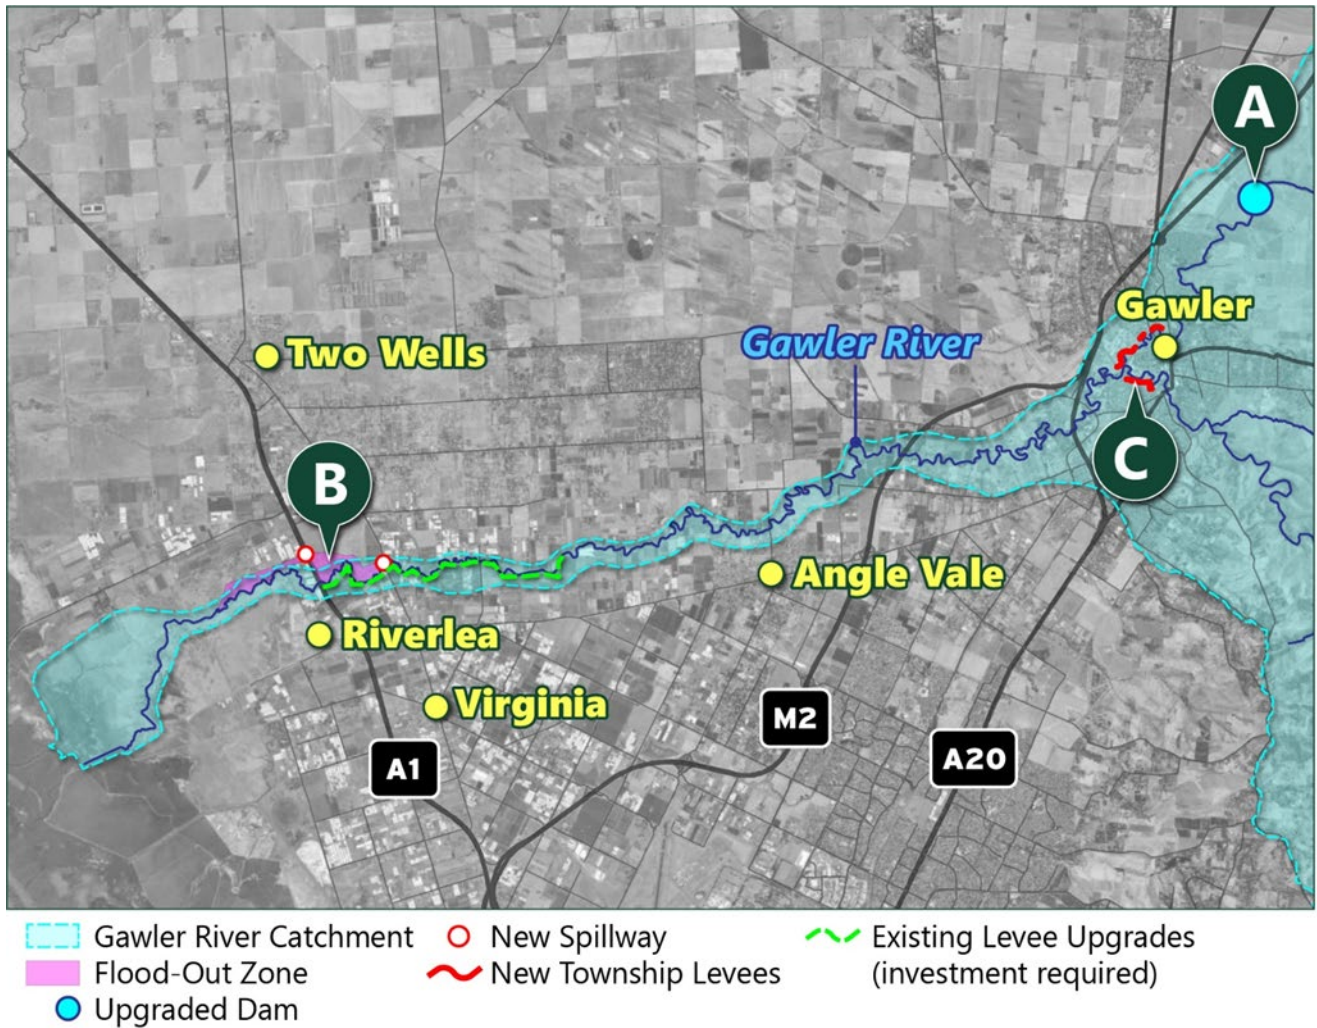 A
Gawler
Two Wells
Gawler River
C
B
Angle Vale
Riverlea
Virginia
M2
A1
A20
Gawler River Catchment
New Spillway
Existing Levee Upgrades
(investment required)
Flood-Out Zone
New Township Levees
Upgraded Dam